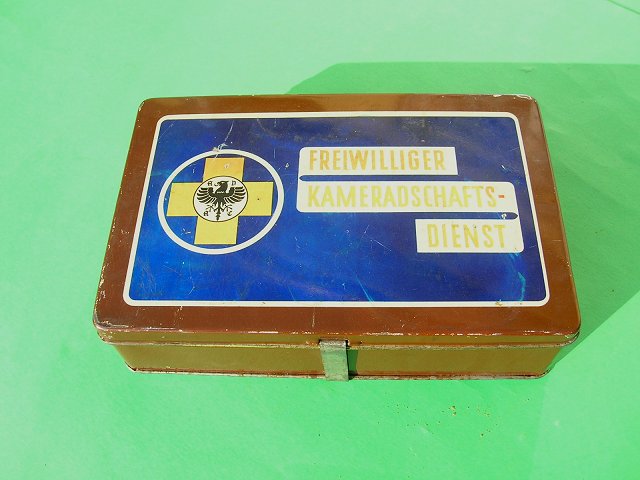 FREIWILLIGER
KAMERADSCHAFTS-
DIENST
A D
A C